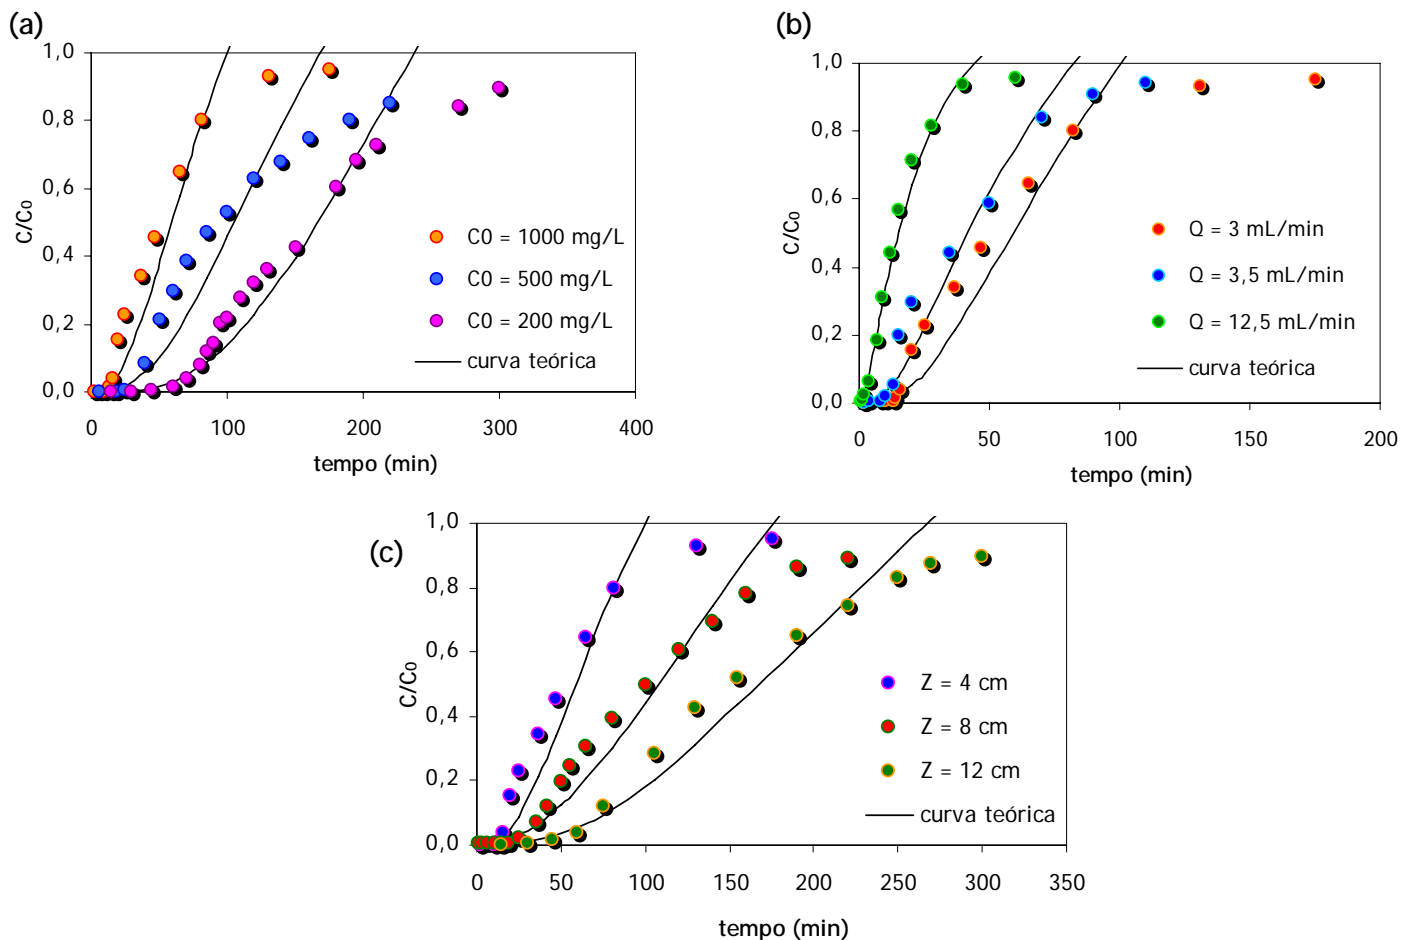 (a)
1,0
0,8
0,6
0,4
0,2
0,0
C/C0
0 100 200 300 400
tempo (min)
C0 = 1000 mg/L
C0 = 500 mg/L
C0 = 200 mg/L
curva teórica
(b)
1,0
0,8
0,6
0,4
0,2
0,0
C/C0
0 50 100 150 200
tempo (min)
Q = 3 mL/min
Q = 3,5 mL/min
Q = 12,5 mL/min
curva teórica
(c)
1,0
0,8
0,6
0,4
0,2
0,0
C/C0
0 50 100 150 200 250 300 350
tempo (min)
Z = 4 cm
Z = 8 cm
Z = 12 cm
curva teórica